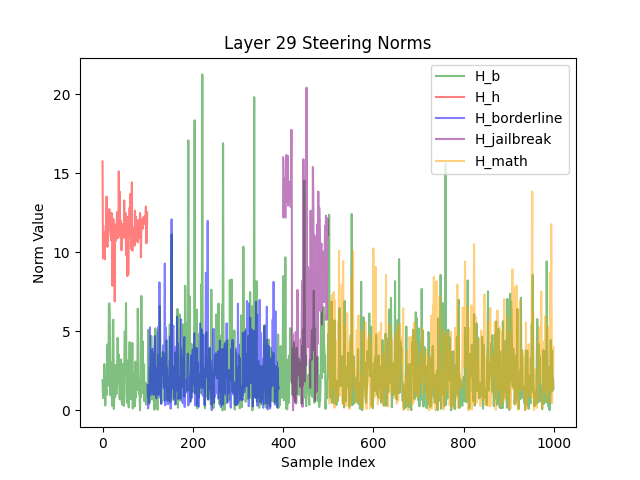 Layer 29 Steering Norms
H_b
H_h
H_borderline
H_jailbreak
H_math
Norm Value
20
15
10
5
0
0
200
400
600
800
1000
Sample Index